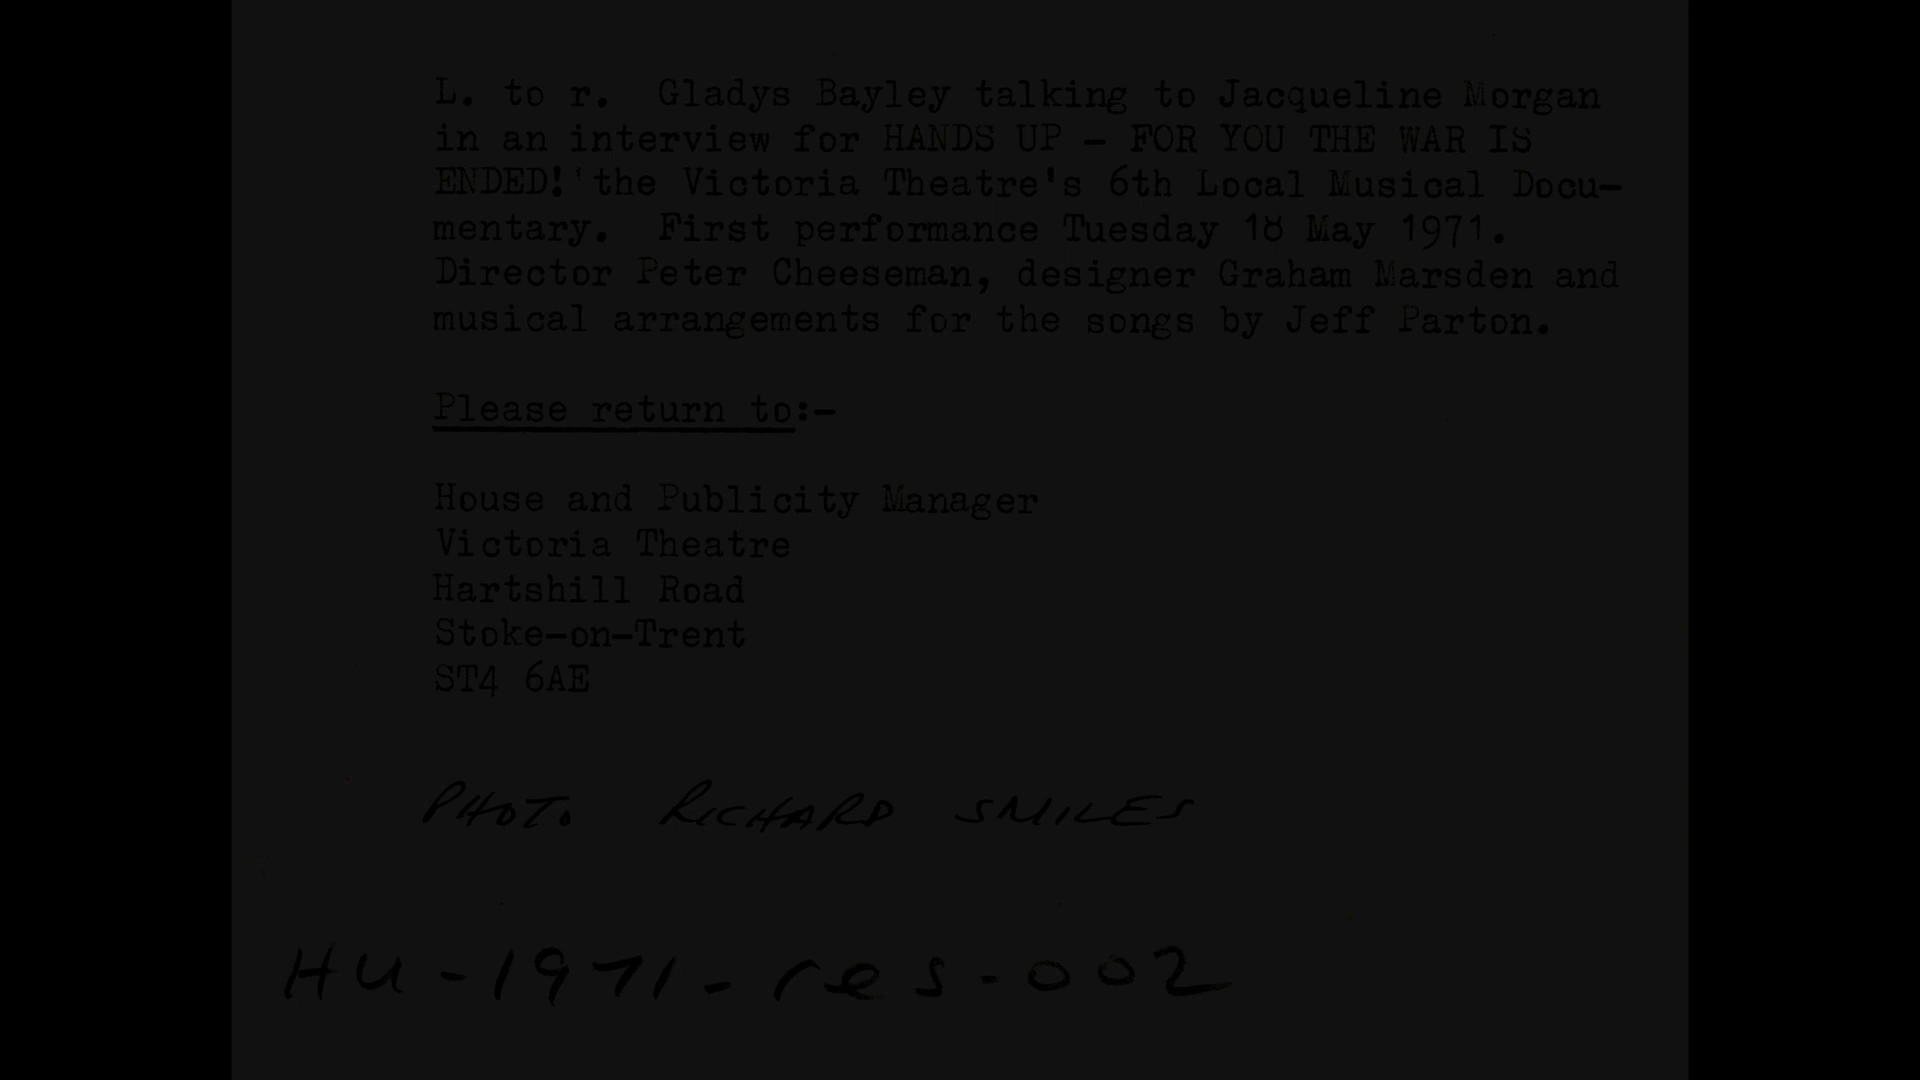 L. to r. Gladys Bayley talking to Jacqueline Morgan
in an interview for HANDS UP - FOR YOU THE WAR IS
ENDED!' the Victoria Theatre's 6th Local Musical Docu-
mentary. First performance Tuesday 18 May 1971.
Director Peter Cheeseman, designer Graham Marsden and
musical arrangements for the songs by Jeff Parton.
Please return to:-
House and Publicity Manager
Victoria Theatre
Hartshill Road
Stoke-on-Trent
ST4 6AE
PHOTO RICHARD SMILES
HU-1971-res-002